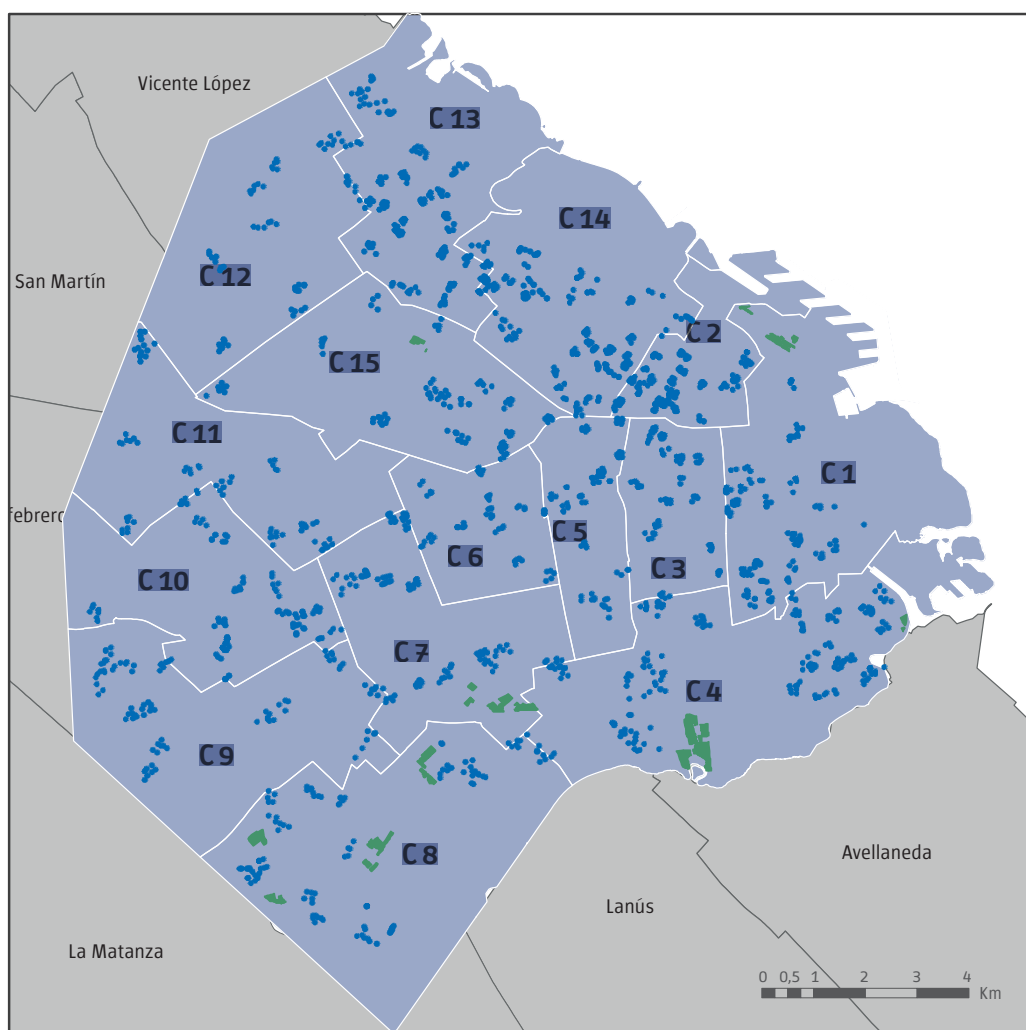 Vicente López
C 13
C 14
San Martín
C 12
C 2
C 15
C 11
C 1
febrero
C 5
C 6
C 3
C 10
C 7
C 4
C 9
C 8
Avellaneda
Lanús
La Matanza
0 0,5 1 2 3 4
Km